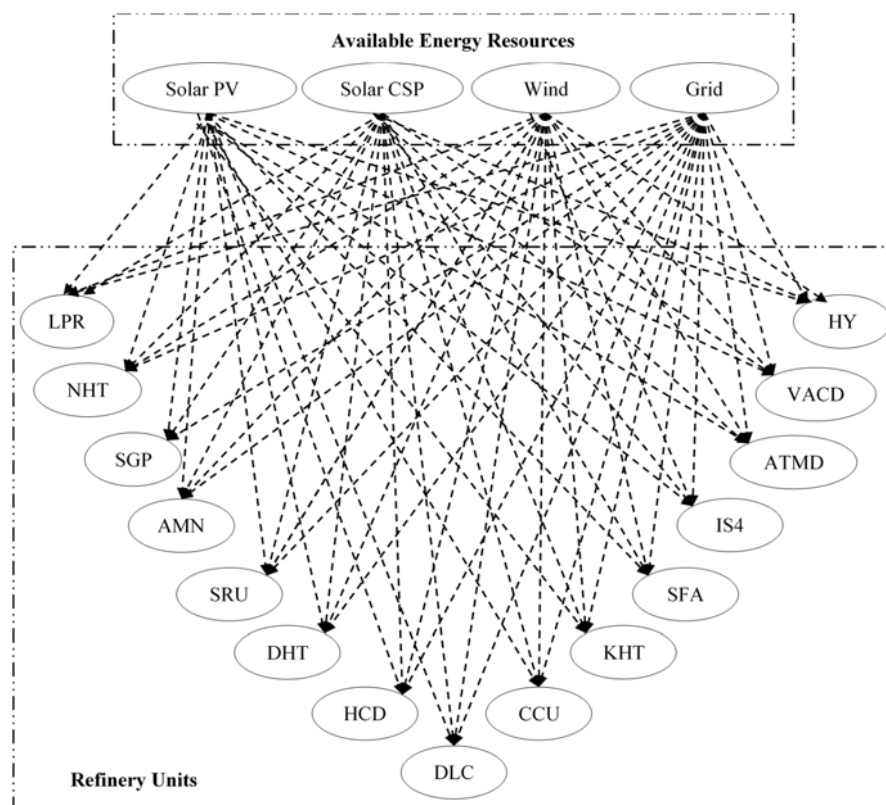 Available Energy Resources
Solar PV Solar CSP Wind Grid
LPR HY
NHT VACD
SGP ATMD
AMN IS4
SRU SFA
DHT KHT
HCD CCU
DLC
Refinery Units